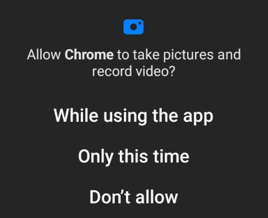 Allow Chrome to take pictures and
record video?
While using the app
Only this time
Don’t allow